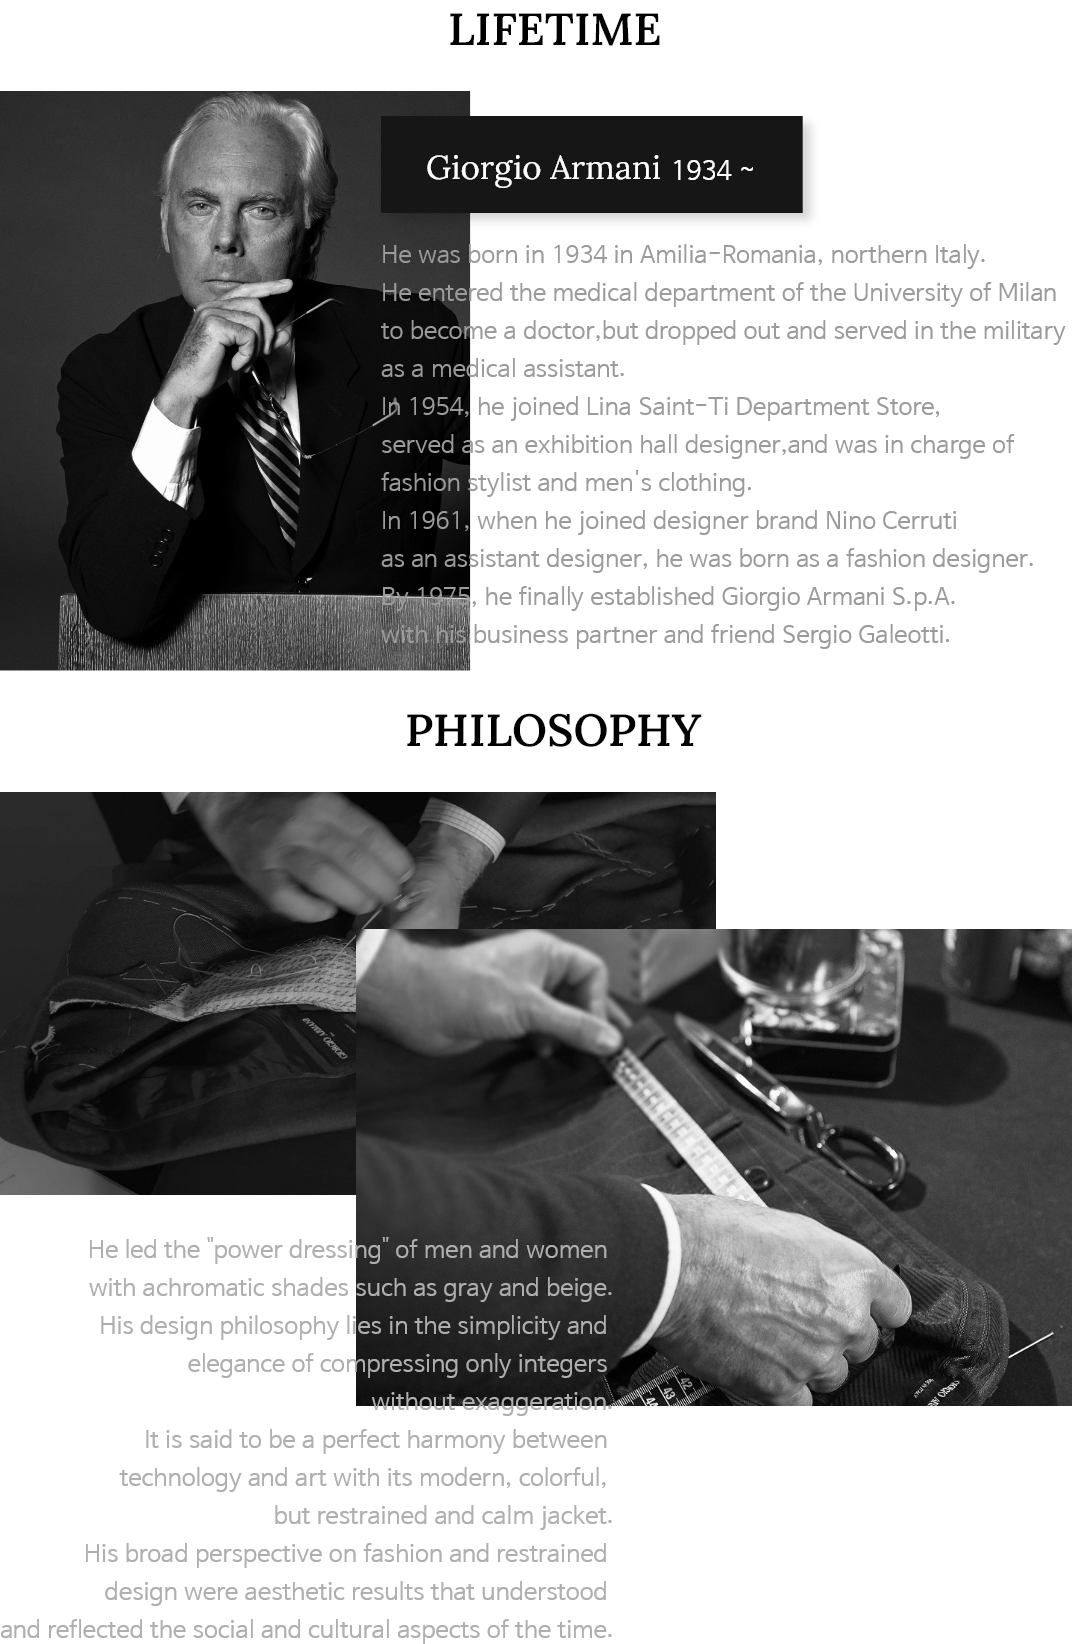 LIFETIME
Giorgio Armani 1934 ~
He was born in 1934 in Amilia-Romania, northern Italy.
He entered the medical department of the University of Milan
to become a doctor,but dropped out and served in the military
as a medical assistant.
In 1954, he joined Lina Saint-Ti Department Store,
served as an exhibition hall designer,and was in charge of
fashion stylist and men's clothing.
In 1961, when he joined designer brand Nino Cerruti
as an assistant designer, he was born as a fashion designer.
By 1975, he finally established Giorgio Armani S.p.A.
with his business partner and friend Sergio Galeotti.
PHILOSOPHY
GIORGIO ARMANI
He led the "power dressing" of men and women
with achromatic shades such as gray and beige.
His design philosophy lies in the simplicity and
elegance of compressing only integers
without exaggeration.
44 43 42
It is said to be a perfect harmony between
technology and art with its modern, colorful,
but restrained and calm jacket.
His broad perspective on fashion and restrained
design were aesthetic results that understood
and reflected the social and cultural aspects of the time.